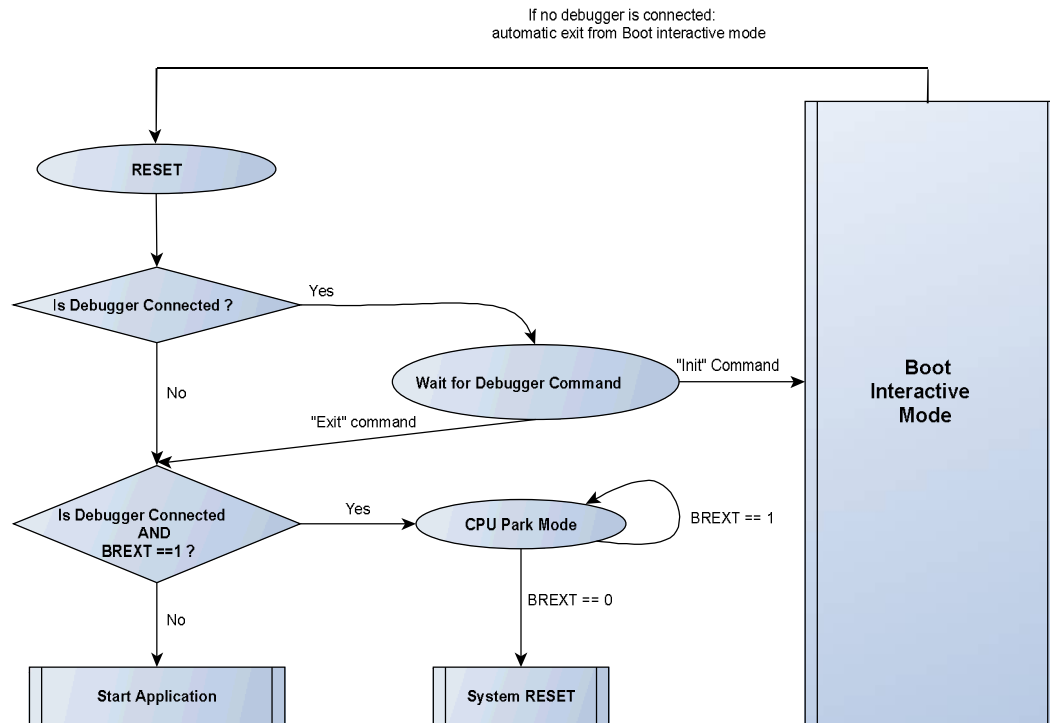 If no debugger is connected:
automatic exit from Boot interactive mode
RESET
Is Debugger Connected ?
Yes
Wait for Debugger Command
"Init" Command
Boot
Interactive
Mode
No
"Exit" command
Is Debugger Connected
AND
BREXT ==1 ?
Yes
CPU Park Mode
BREXT == 1
BREXT == 0
No
Start Application
System RESET